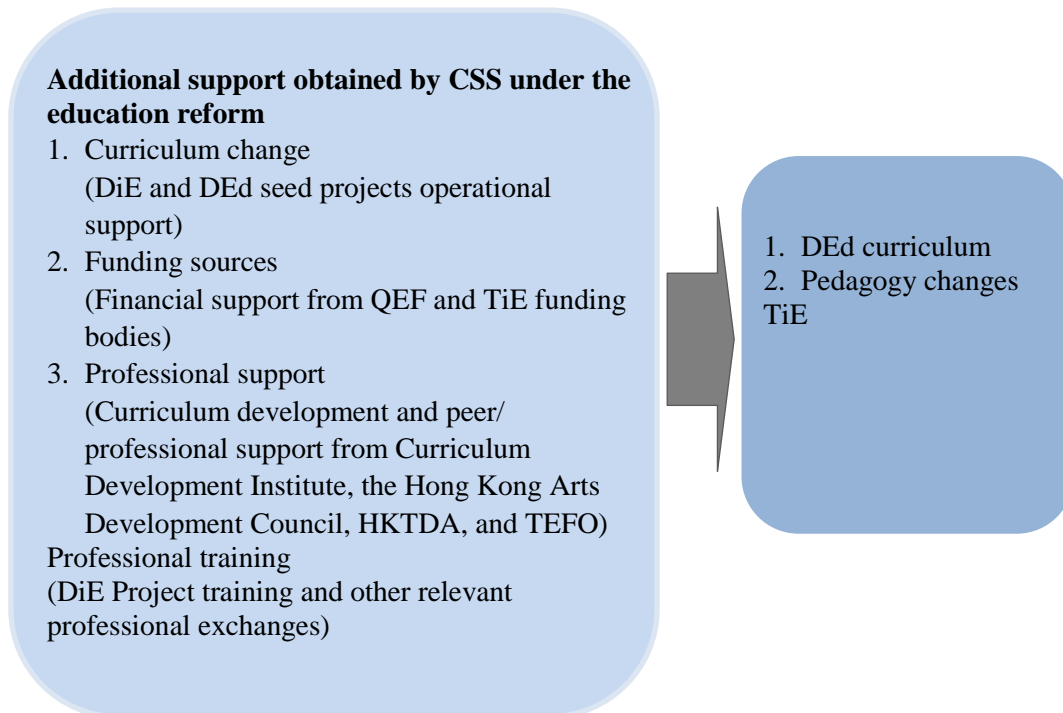 Additional support obtained by CSS under the
education reform
1. Curriculum change
(DiE and DEd seed projects operational
support)
2. Funding sources
(Financial support from QEF and TiE funding
bodies)
3. Professional support
(Curriculum development and peer/
professional support from Curriculum
Development Institute, the Hong Kong Arts
Development Council, HKTDA, and TEFO)
Professional training
(DiE Project training and other relevant
professional exchanges)
1. DEd curriculum
2. Pedagogy changes
TiE